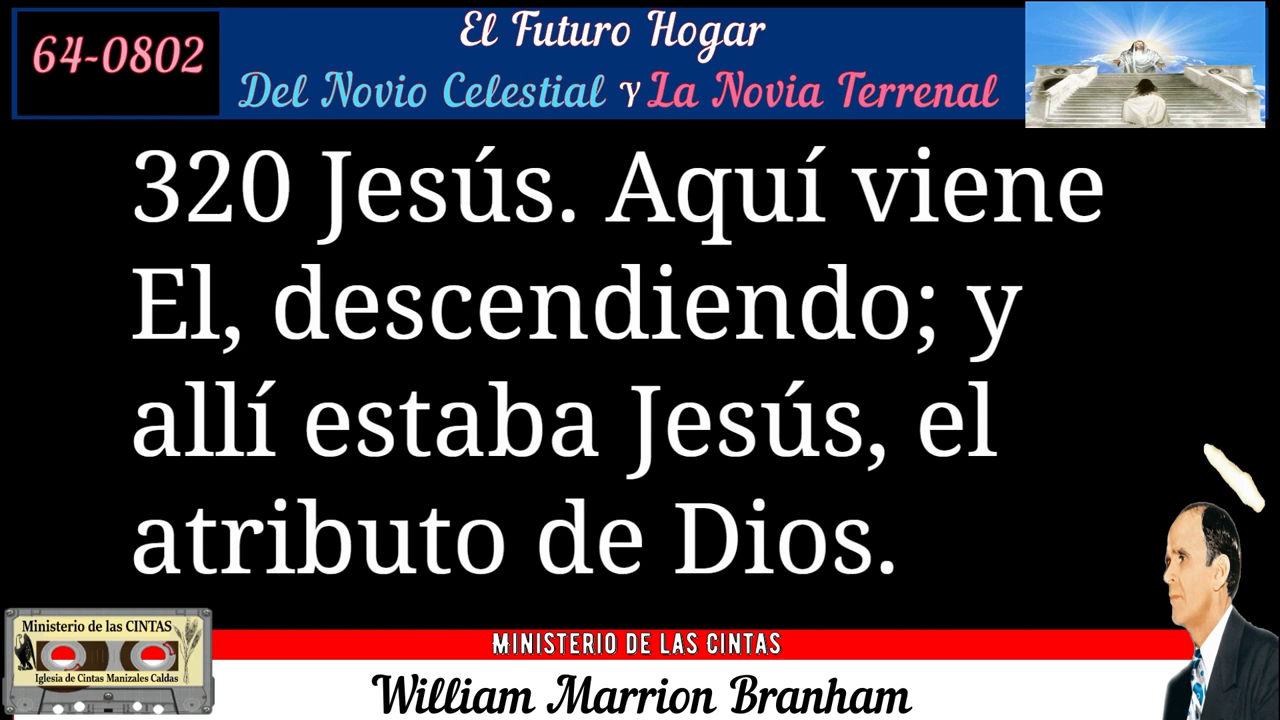 64-0802
El Futuro Hogar
Del Novio Celestial Y La Novia Terrenal
320 Jesús. Aquí viene
El, descendiendo; y
allí estaba Jesús, el
atributo de Dios.
Ministerio de las CINTAS
Iglesia de Cintas Manizales Caldas
MINISTERIO DE LAS CINTAS
William Marrion Branham